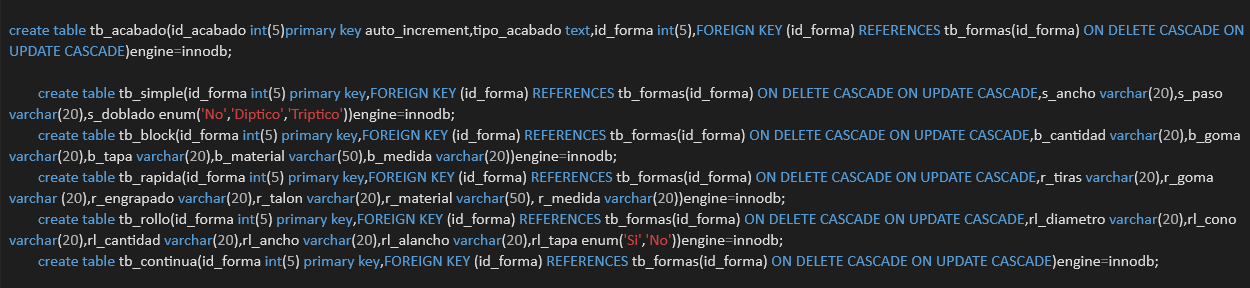 create table tb_acabado(id_acabado int(5)primary key auto_increment,tipo_acabado text,id_forma int(5),FOREIGN KEY (id_forma) REFERENCES tb_formas(id_forma) ON DELETE CASCADE ON
UPDATE CASCADE)engine=innodb;
create table tb_simple(id_forma int(5) primary key,FOREIGN KEY (id_forma) REFERENCES tb_formas(id_forma) ON DELETE CASCADE ON UPDATE CASCADE,s_ancho varchar(20),s_paso
varchar(20),s_doblado enum('No','Diptico','Triptico'))engine=innodb;
create table tb_block(id_forma int(5) primary key,FOREIGN KEY (id_forma) REFERENCES tb_formas(id_forma) ON DELETE CASCADE ON UPDATE CASCADE,b_cantidad varchar(20),b_goma
varchar(20),b_tapa varchar(20),b_material varchar(50),b_medida varchar(20))engine=innodb;
create table tb_rapida(id_forma int(5) primary key,FOREIGN KEY (id_forma) REFERENCES tb_formas(id_forma) ON DELETE CASCADE ON UPDATE CASCADE,r_tiras varchar(20),r_goma
varchar (20),r_engrapado varchar(20),r_talon varchar(20),r_material varchar(50), r_medida varchar(20))engine=innodb;
create table tb_rollo(id_forma int(5) primary key,FOREIGN KEY (id_forma) REFERENCES tb_formas(id_forma) ON DELETE CASCADE ON UPDATE CASCADE,rl_diametro varchar(20),rl_cono
varchar(20),rl_cantidad varchar(20),rl_ancho varchar(20),rl_alancho varchar(20),rl_tapa enum('Si','No'))engine=innodb;
create table tb_continua(id_forma int(5) primary key,FOREIGN KEY (id_forma) REFERENCES tb_formas(id_forma) ON DELETE CASCADE ON UPDATE CASCADE)engine=innodb;